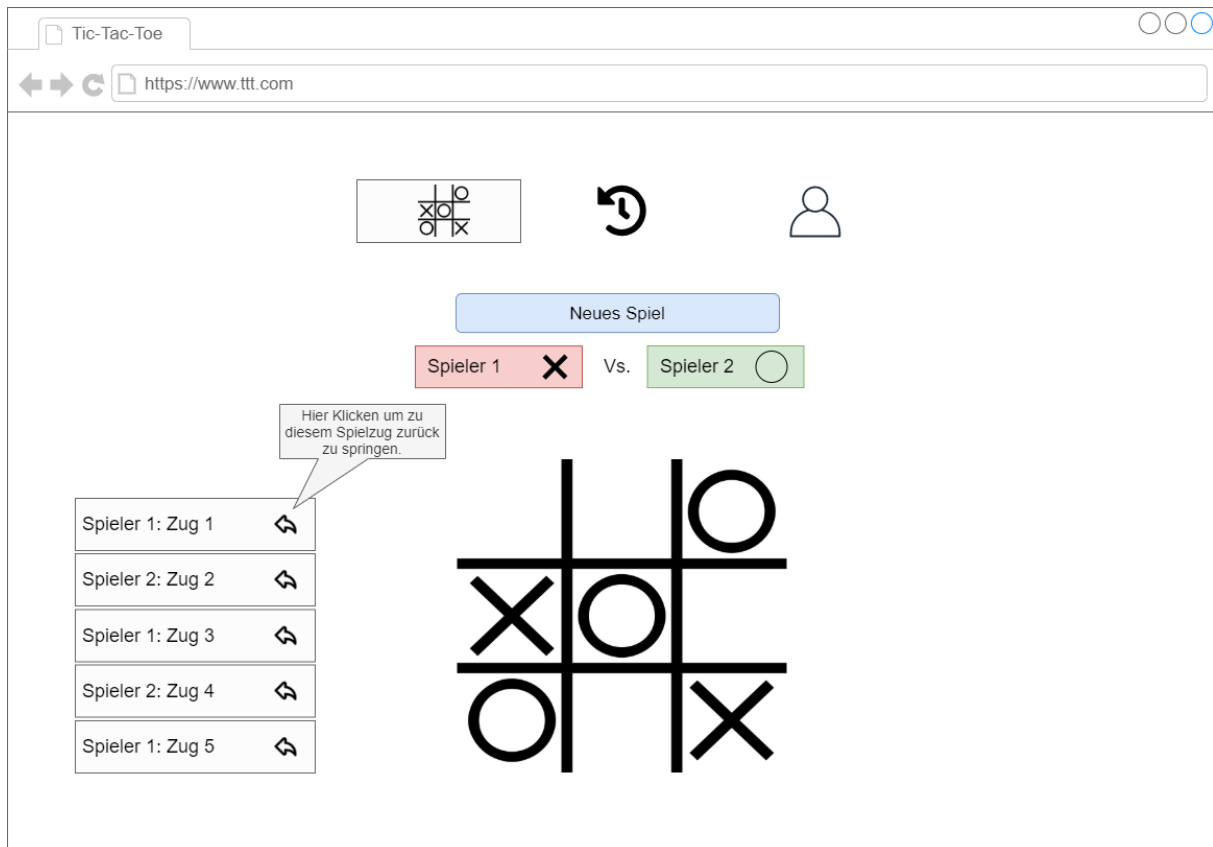 Tic-Tac-Toe
https://www.ttt.com
Neues Spiel
Spieler 1
Vs.
Spieler 2
Hier Klicken um zu
diesem Spielzug zurück
zu springen.
Spieler 1: Zug 1
Spieler 2: Zug 2
Spieler 1: Zug 3
Spieler 2: Zug 4
Spieler 1: Zug 5